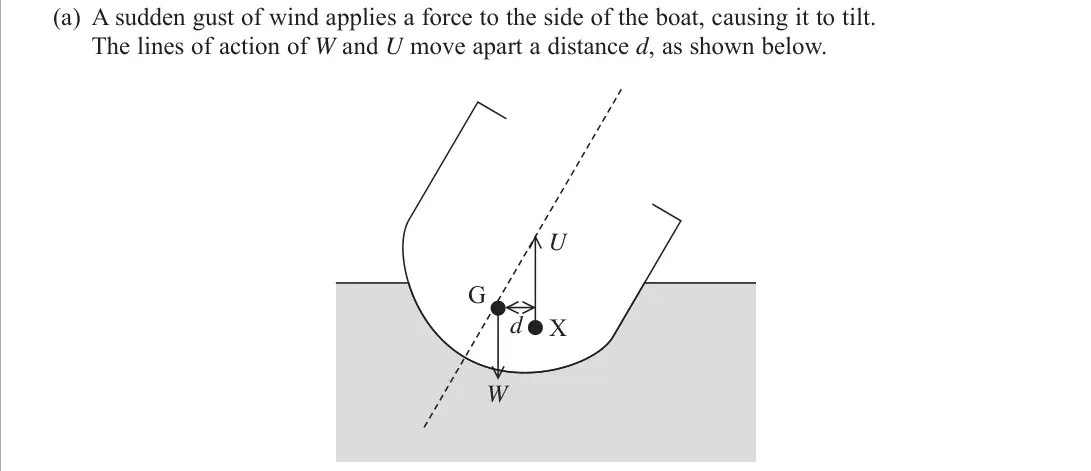 (a) A sudden gust of wind applies a force to the side of the boat, causing it to tilt.
The lines of action of W and U move apart a distance d, as shown below.
U
G
d X
W